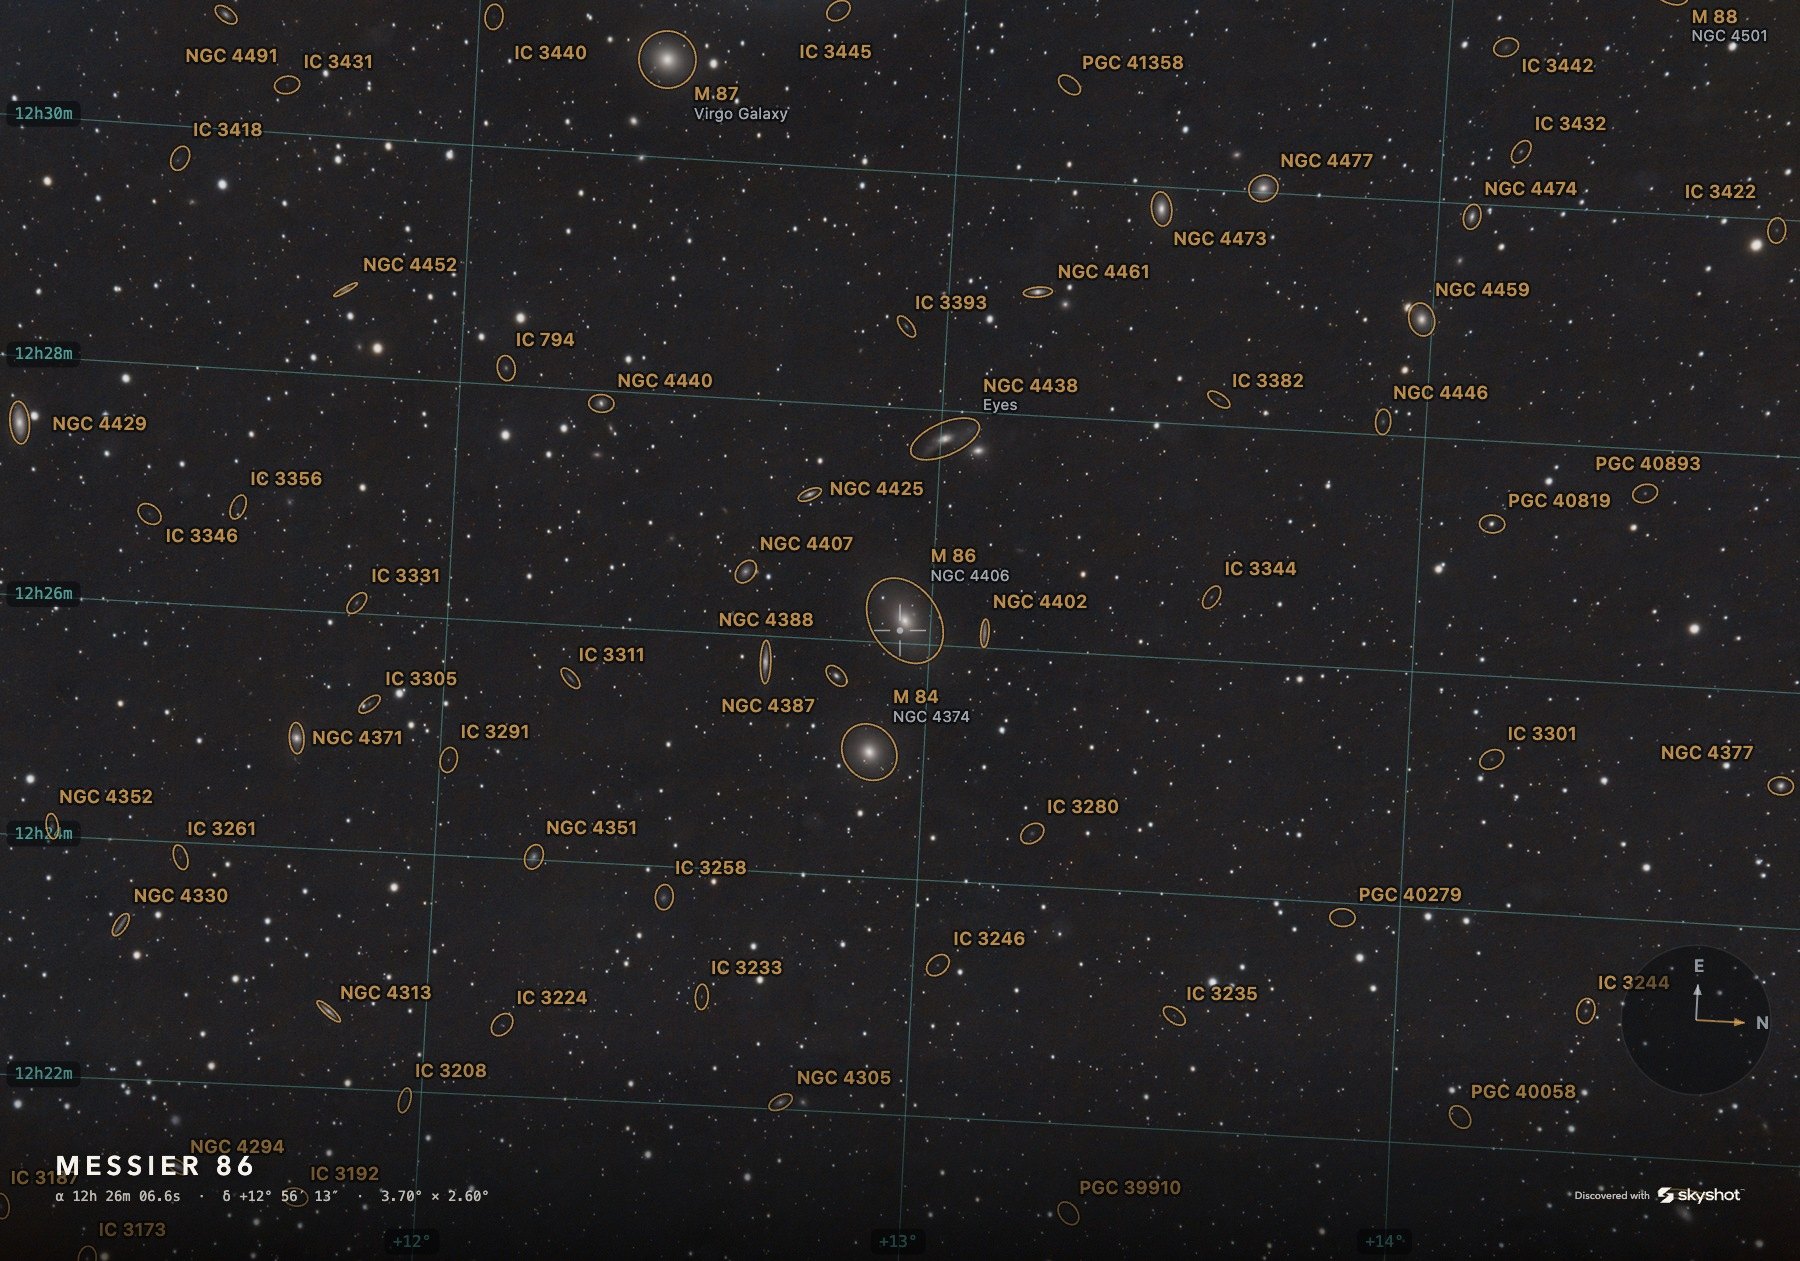 M 88
NGC 4501
NGC 4491
IC 3431
IC 3440
IC 3445
PGC 41358
IC 3442
M 87
Virgo Galaxy
12h30m
IC 3418
IC 3432
NGC 4477
NGC 4474
IC 3422
NGC 4473
NGC 4452
NGC 4461
NGC 4459
IC 3393
IC 794
12h28m
NGC 4440
NGC 4438
Eyes
IC 3382
NGC 4446
NGC 4429
PGC 40893
IC 3356
NGC 4425
PGC 40819
IC 3346
NGC 4407
M 86
NGC 4406
IC 3331
IC 3344
12h26m
NGC 4402
NGC 4388
IC 3311
IC 3305
NGC 4387
M 84
NGC 4374
NGC 4371
IC 3291
IC 3301
NGC 4377
NGC 4352
IC 3280
12h24m
IC 3261
NGC 4351
IC 3258
NGC 4330
PGC 40279
IC 3246
E
IC 3233
IC 3244
NGC 4313
IC 3224
IC 3235
N
12h22m
IC 3208
NGC 4305
PGC 40058
NGC 4294
MESSIER 86
IC 3187
IC 3192
α 12h 26m 06.6s · δ +12° 56′ 13″ · 3.70° × 2.60°
PGC 39910
Discovered with skyshot
IC 3173
+12°
+13°
+14°